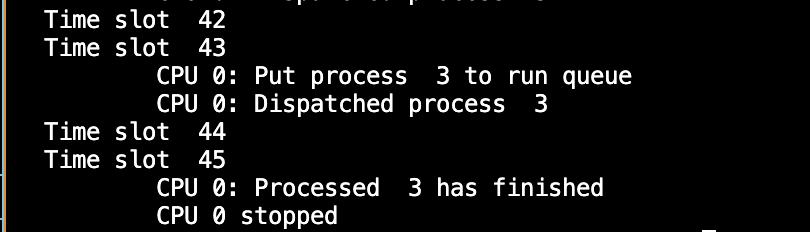 Time slot  42
Time slot  43
CPU 0: Put process  3 to run queue
CPU 0: Dispatched process  3
Time slot  44
Time slot  45
CPU 0: Processed  3 has finished
CPU 0 stopped